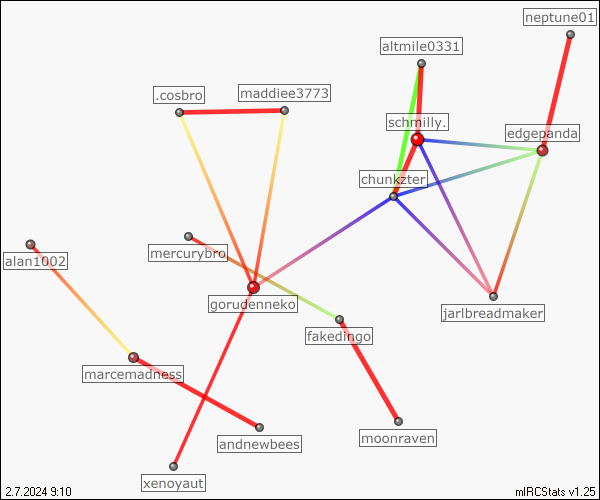 neptune01
altmile0331
.cosbro
maddiee3773
schmilly.
edgepanda
chunkzter
mercurybro
alan1002
gorudenneko
jarlbreadmaker
fakedingo
marcemadness
andnewbees
moonraven
xenoyaut
2.7.2024 9:10
mIRCStats v1.25